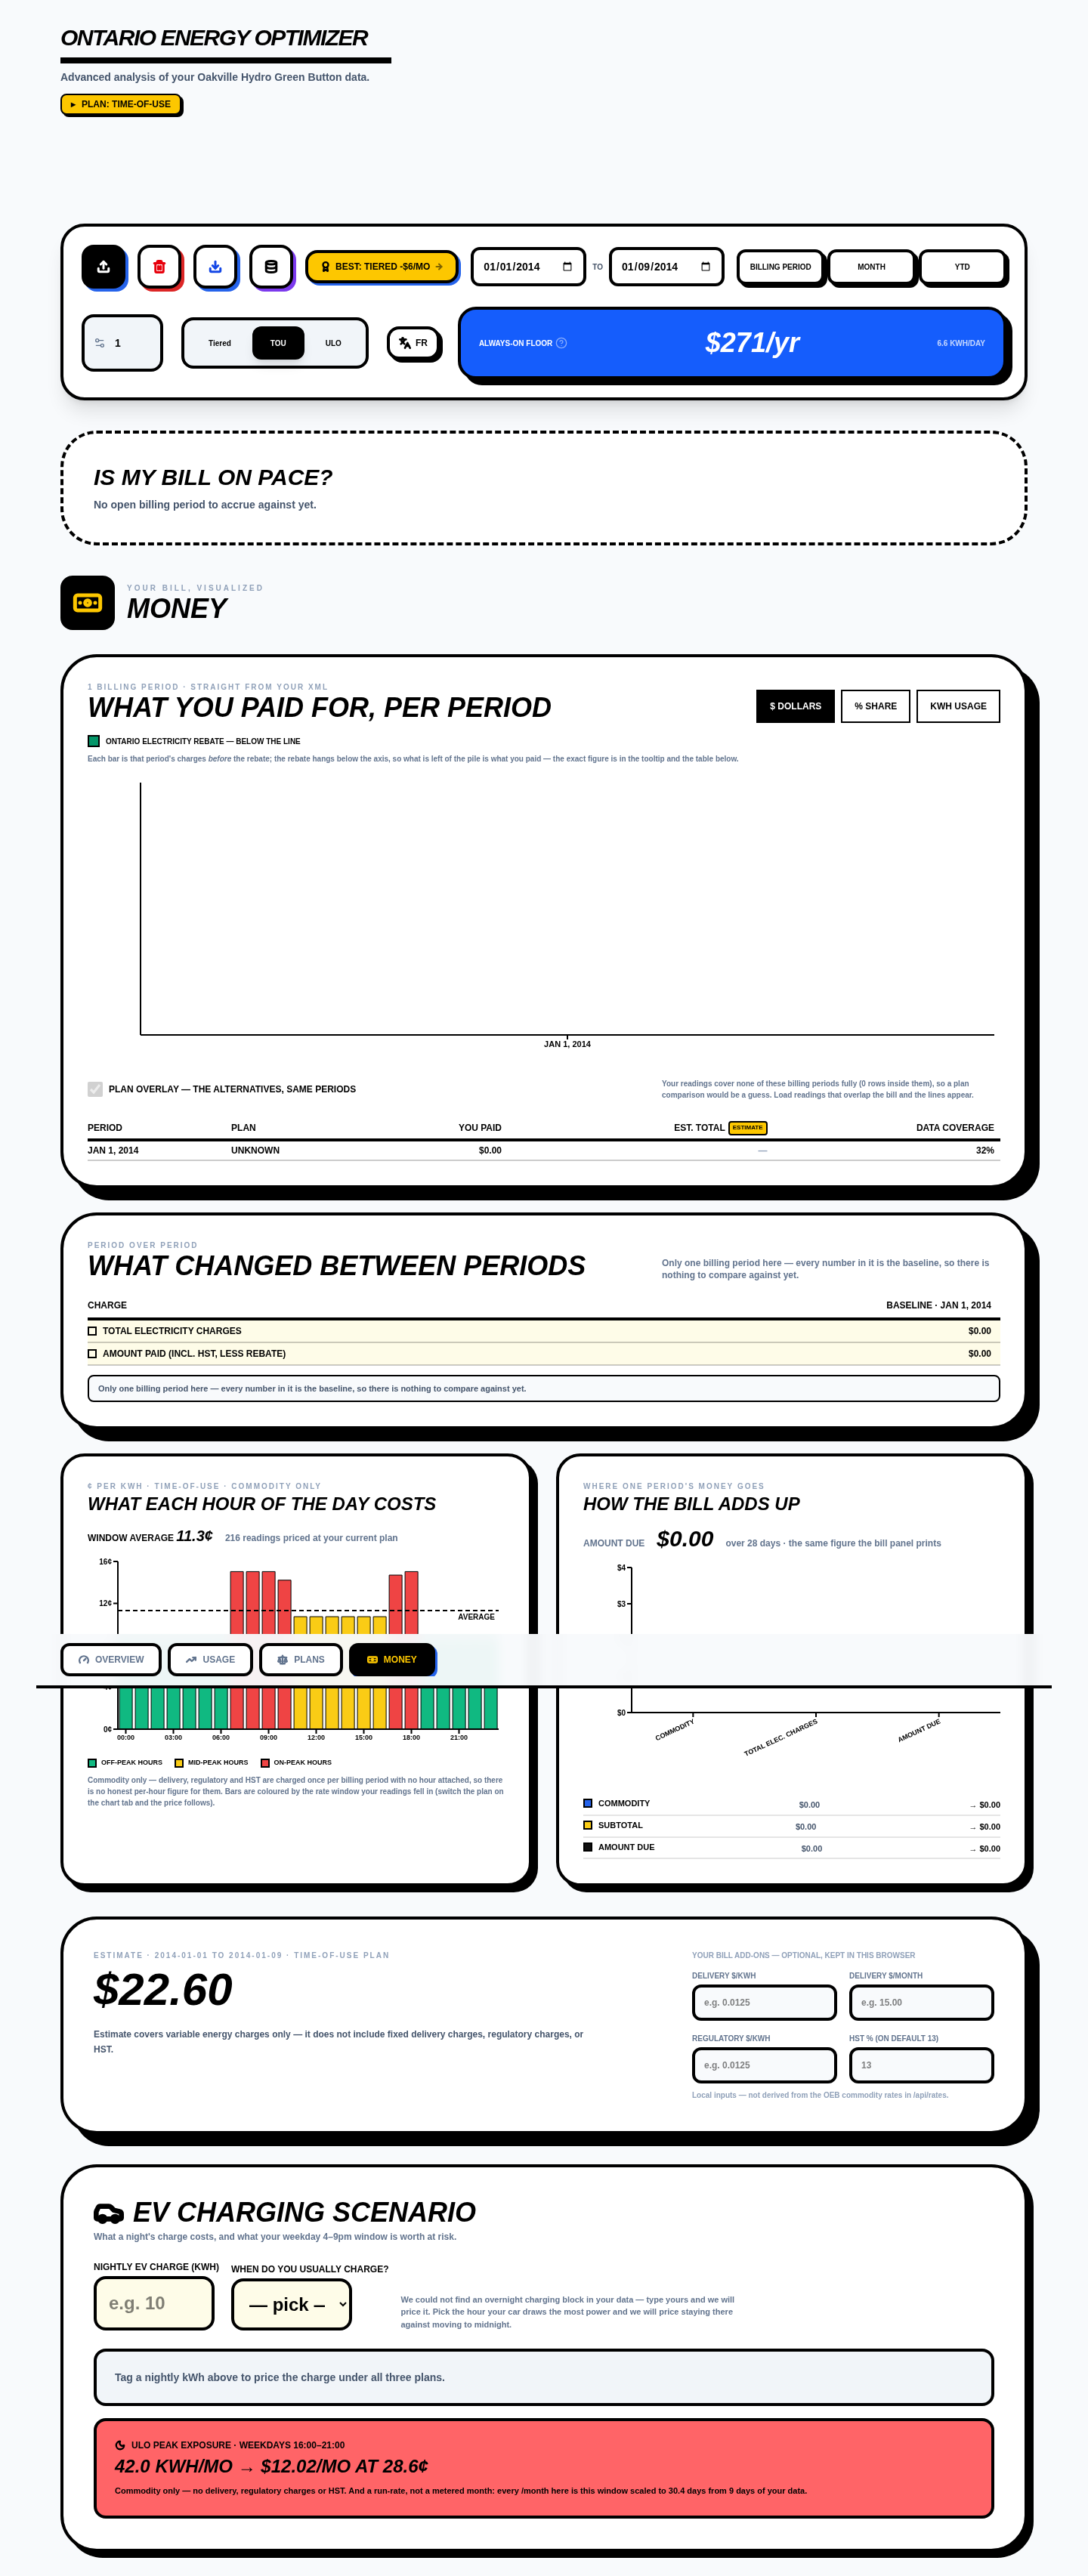 ONTARIO ENERGY OPTIMIZER
Advanced analysis of your Oakville Hydro Green Button data.
▸ PLAN: TIME-OF-USE
BEST: TIERED -$6/MO →
01/01/2014
TO
01/09/2014
BILLING PERIOD
MONTH
YTD
1
Tiered
TOU
ULO
FR
ALWAYS-ON FLOOR ?
$271/yr
6.6 KWH/DAY
IS MY BILL ON PACE?
No open billing period to accrue against yet.
YOUR BILL, VISUALIZED
MONEY
1 BILLING PERIOD · STRAIGHT FROM YOUR XML
WHAT YOU PAID FOR, PER PERIOD
$ DOLLARS
% SHARE
KWH USAGE
ONTARIO ELECTRICITY REBATE — BELOW THE LINE
Each bar is that period's charges before the rebate; the rebate hangs below the axis, so what is left of the pile is what you paid — the exact figure is in the tooltip and the table below.
JAN 1, 2014
PLAN OVERLAY — THE ALTERNATIVES, SAME PERIODS
Your readings cover none of these billing periods fully (0 rows inside them), so a plan
comparison would be a guess. Load readings that overlap the bill and the lines appear.
PERIOD PLAN YOU PAID EST. TOTAL ESTIMATE DATA COVERAGE
JAN 1, 2014 UNKNOWN $0.00 — 32%
PERIOD OVER PERIOD
WHAT CHANGED BETWEEN PERIODS
Only one billing period here — every number in it is the baseline, so there is
nothing to compare against yet.
CHARGE BASELINE · JAN 1, 2014
TOTAL ELECTRICITY CHARGES $0.00
AMOUNT PAID (INCL. HST, LESS REBATE) $0.00
Only one billing period here — every number in it is the baseline, so there is nothing to compare against yet.
¢ PER KWH · TIME-OF-USE · COMMODITY ONLY
WHAT EACH HOUR OF THE DAY COSTS
WINDOW AVERAGE 11.3¢ 216 readings priced at your current plan
16¢
12¢
AVERAGE
0¢
00:00 03:00 06:00 09:00 12:00 15:00 18:00 21:00
OFF-PEAK HOURS MID-PEAK HOURS ON-PEAK HOURS
Commodity only — delivery, regulatory and HST are charged once per billing period with no hour attached, so there
is no honest per-hour figure for them. Bars are coloured by the rate window your readings fell in (switch the plan on
the chart tab and the price follows).
WHERE ONE PERIOD'S MONEY GOES
HOW THE BILL ADDS UP
AMOUNT DUE $0.00 over 28 days · the same figure the bill panel prints
$4
$3
$0
COMMODITY
TOTAL ELEC. CHARGES
AMOUNT DUE
COMMODITY $0.00 → $0.00
SUBTOTAL $0.00 → $0.00
AMOUNT DUE $0.00 → $0.00
OVERVIEW
USAGE
PLANS
MONEY
ESTIMATE · 2014-01-01 TO 2014-01-09 · TIME-OF-USE PLAN
$22.60
Estimate covers variable energy charges only — it does not include fixed delivery charges, regulatory charges, or
HST.
YOUR BILL ADD-ONS — OPTIONAL, KEPT IN THIS BROWSER
DELIVERY $/KWH DELIVERY $/MONTH
e.g. 0.0125 e.g. 15.00
REGULATORY $/KWH HST % (ON DEFAULT 13)
e.g. 0.0125 13
Local inputs — not derived from the OEB commodity rates in /api/rates.
EV CHARGING SCENARIO
What a night's charge costs, and what your weekday 4–9pm window is worth at risk.
NIGHTLY EV CHARGE (KWH) WHEN DO YOU USUALLY CHARGE?
e.g. 10 — pick –
We could not find an overnight charging block in your data — type yours and we will
price it. Pick the hour your car draws the most power and we will price staying there
against moving to midnight.
Tag a nightly kWh above to price the charge under all three plans.
ULO PEAK EXPOSURE · WEEKDAYS 16:00–21:00
42.0 KWH/MO → $12.02/MO AT 28.6¢
Commodity only — no delivery, regulatory charges or HST. And a run-rate, not a metered month: every /month here is this window scaled to 30.4 days from 9 days of your data.